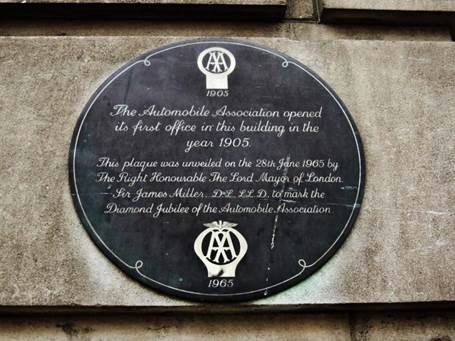 AA
1905
The Automobile Association opened
its first office in this building in the
year 1905.
This plaque was unveiled on the 28th June 1965 by
The Right Honourable The Lord Mayor of London
Sir James Miller, D.L. LL.D. to mark the
Diamond Jubilee of the Automobile Association.
AA
1965